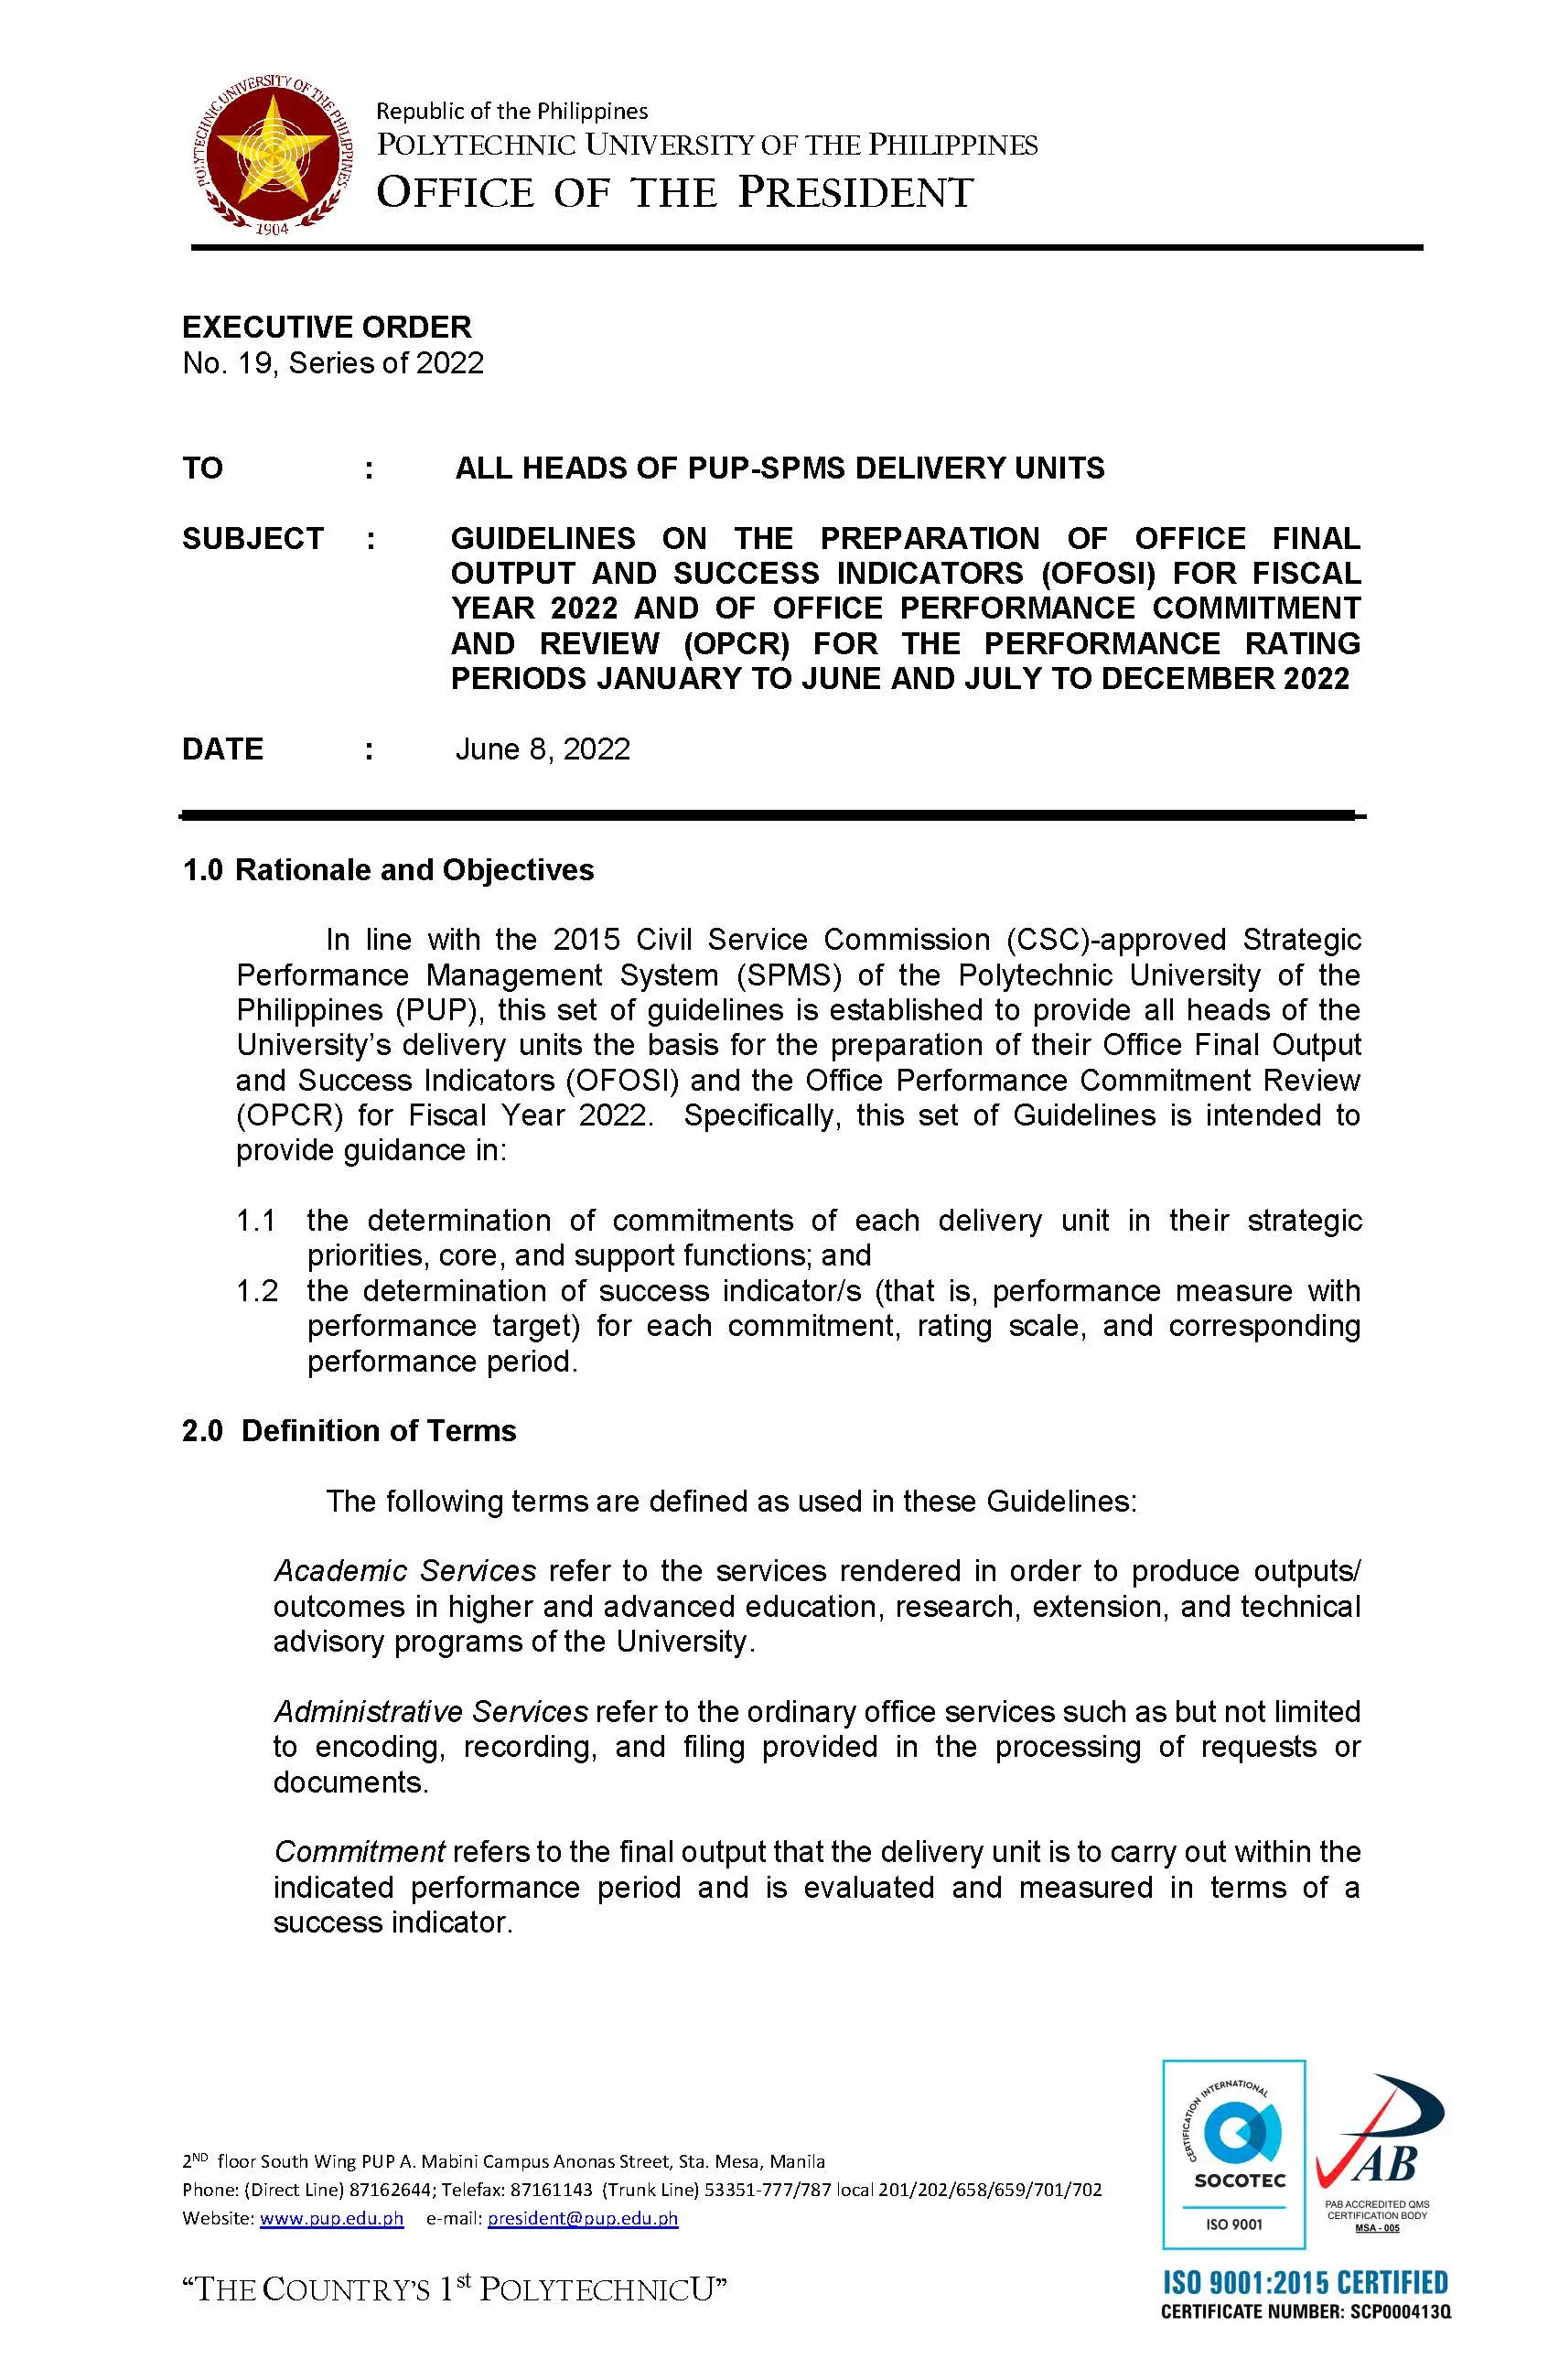 POLYTECHNIC UNIVERSITY OF THE PHILIPPINES
1904
Republic of the Philippines
POLYTECHNIC UNIVERSITY OF THE PHILIPPINES
OFFICE OF THE PRESIDENT
EXECUTIVE ORDER
No. 19, Series of 2022
TO : ALL HEADS OF PUP-SPMS DELIVERY UNITS
SUBJECT : GUIDELINES ON THE PREPARATION OF OFFICE FINAL
OUTPUT AND SUCCESS INDICATORS (OFOSI) FOR FISCAL
YEAR 2022 AND OF OFFICE PERFORMANCE COMMITMENT
AND REVIEW (OPCR) FOR THE PERFORMANCE RATING
PERIODS JANUARY TO JUNE AND JULY TO DECEMBER 2022
DATE : June 8, 2022
1.0 Rationale and Objectives
In line with the 2015 Civil Service Commission (CSC)-approved Strategic
Performance Management System (SPMS) of the Polytechnic University of the
Philippines (PUP), this set of guidelines is established to provide all heads of the
University’s delivery units the basis for the preparation of their Office Final Output
and Success Indicators (OFOSI) and the Office Performance Commitment Review
(OPCR) for Fiscal Year 2022. Specifically, this set of Guidelines is intended to
provide guidance in:
1.1 the determination of commitments of each delivery unit in their strategic
priorities, core, and support functions; and
1.2 the determination of success indicator/s (that is, performance measure with
performance target) for each commitment, rating scale, and corresponding
performance period.
2.0 Definition of Terms
The following terms are defined as used in these Guidelines:
Academic Services refer to the services rendered in order to produce outputs/
outcomes in higher and advanced education, research, extension, and technical
advisory programs of the University.
Administrative Services refer to the ordinary office services such as but not limited
to encoding, recording, and filing provided in the processing of requests or
documents.
Commitment refers to the final output that the delivery unit is to carry out within the
indicated performance period and is evaluated and measured in terms of a
success indicator.
2ND floor South Wing PUP A. Mabini Campus Anonas Street, Sta. Mesa, Manila
Phone: (Direct Line) 87162644; Telefax: 87161143 (Trunk Line) 53351-777/787 local 201/202/658/659/701/702
Website: www.pup.edu.ph e-mail: president@pup.edu.ph
“THE COUNTRY’S 1st POLYTECHNICU”
CERTIFICATION INTERNATIONAL
SOCOTEC
ISO 9001
PAB
PAB ACCREDITED QMS
CERTIFICATION BODY
MSA - 005
ISO 9001:2015 CERTIFIED
CERTIFICATE NUMBER: SCP000413Q